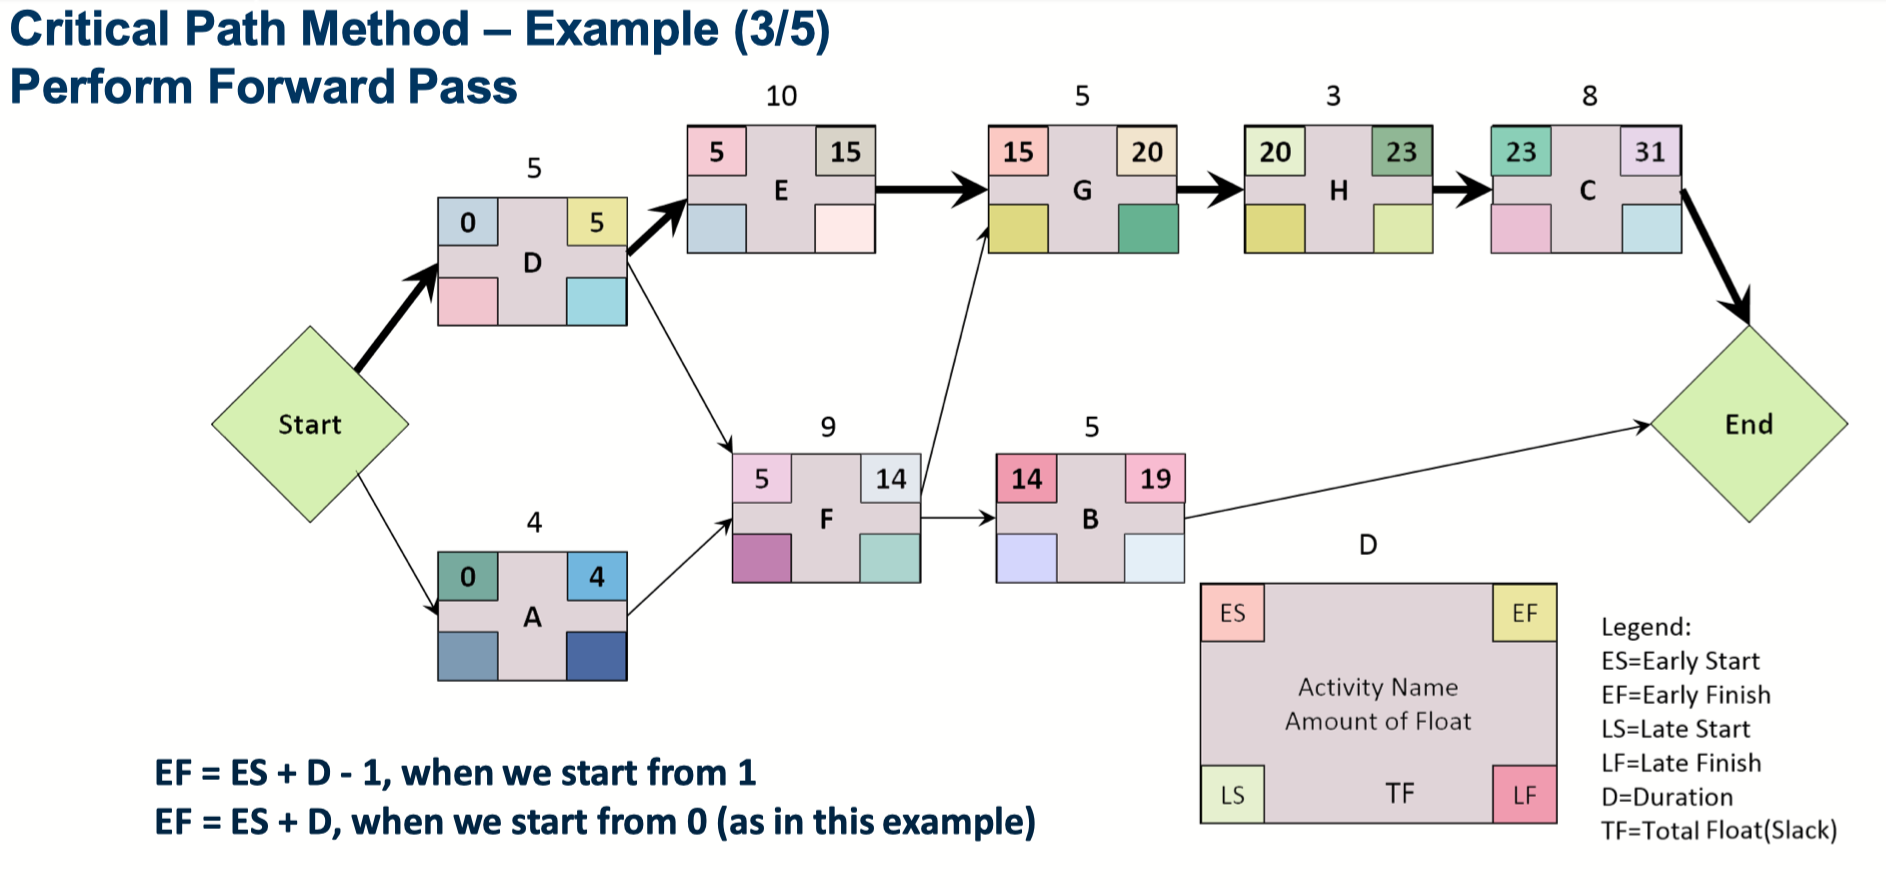 Critical Path Method – Example (3/5)
Perform Forward Pass
10
5
3
8
5
5
15
E
15
20
G
20
23
H
23
31
C
0
5
D
Start
End
9
5
5
14
F
14
19
B
4
0
4
A
D
ES
EF
Activity Name
Amount of Float
LS
TF
LF
Legend:
ES=Early Start
EF=Early Finish
LS=Late Start
LF=Late Finish
D=Duration
TF=Total Float(Slack)
EF = ES + D - 1, when we start from 1
EF = ES + D, when we start from 0 (as in this example)